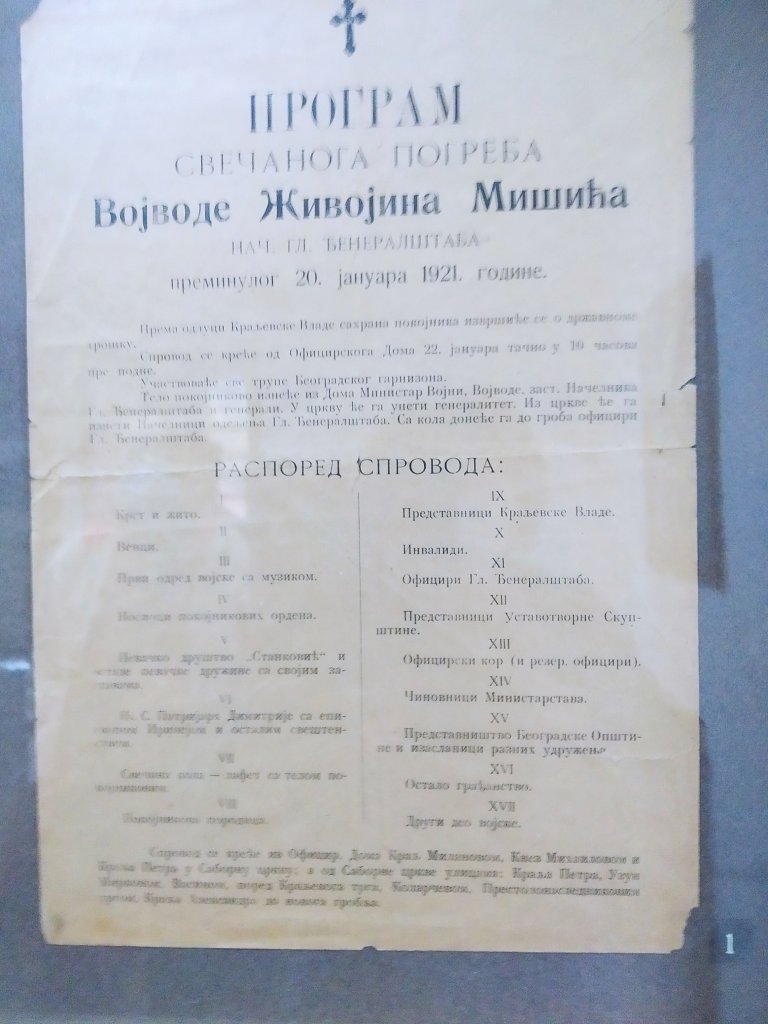 ПРОГРАМ
СВЕЧАНОГА ПОГРЕБА
Војводе Живојина Мишића
НАЧ. ГЛ. ЂЕНЕРАЛШТАБА
преминулог 20. јануара 1921. године.
Према одлуци Краљевске Владе сахрана покојника извршиће се о државноме
трошку.
Спровод се креће од Официрског Дома 22. јануара тачно у 10 часова
пре подне.
Учествоваће све трупе Београдског гарнизона.
Тело покојниково изнеће из Дома Министар Војни, Војводе, заст. Начелника
Гл. Ђенералштаба и генерали. У цркву ће га унети генералитет. Из цркве ће га
изнети Начелници одељења Гл. Ђенералштаба. Са кола донеће га до гроба официри
Гл. Ђенералштаба.
РАСПОРЕД СПРОВОДА:
I
Крст и жито.
II
Венци.
III
Први одред војске са музиком.
IV
Носиоци покојникових ордена.
V
Певачко друштво „Станковић“ и
остале певачке дружине са својим за-
ставама.
VI
Њ. С. Патријарх Димитрије са епи-
скопом Иринејем и осталим свештен-
ством.
VII
— лафет са телом по-
VIII
Покојникова породица.
IX
Представници Краљевске Владе.
X
Инвалиди.
XI
Официри Гл. Ђенералштаба.
XII
Представници Уставотворне Скуп-
штине.
XIII
Официрски кор (и резер. официри).
XIV
Чиновници Министарстава.
XV
Представништво Београдске Општи-
не и изасланици разних удружења
XVI
Остало грађанство.
XVII
Други део војске.
Спровод се креће из Официр. Дома Краљ Милановом, Кнез Михаиловом и
Краља Петра у Саборну цркву; а од Саборне цркве улицама: Краља Петра, Узун
Мирковом, Васином, поред Краљевога трга, Коларчевом, Престолонаследниковим
тргом, Краља Александра до новога гробља.
1